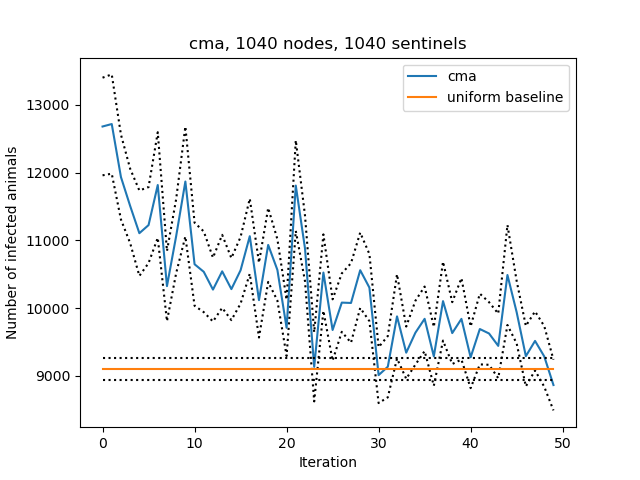 cma, 1040 nodes, 1040 sentinels
cma
uniform baseline
Number of infected animals
13000
12000
11000
10000
9000
0 10 20 30 40 50
Iteration